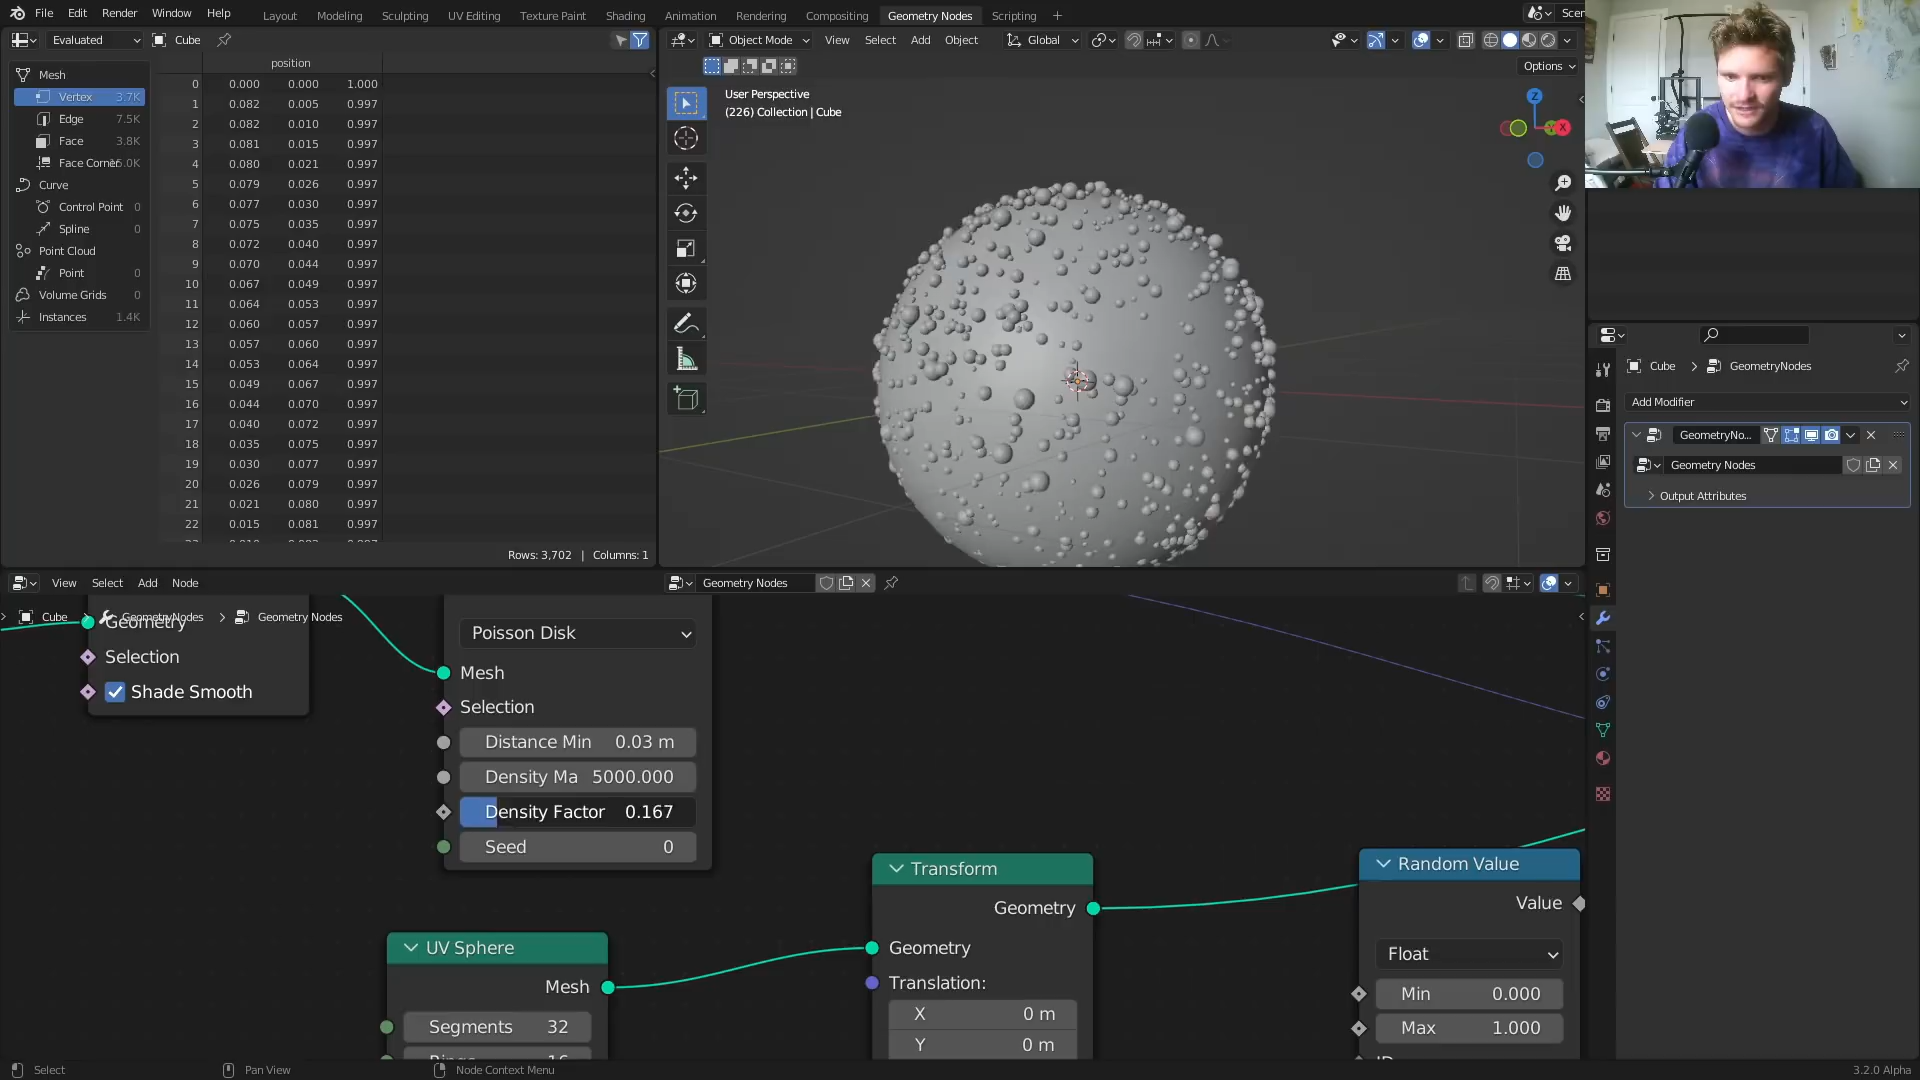 File Edit Render Window Help
Layout Modeling Sculpting UV Editing Texture Paint Shading Animation Rendering Compositing Geometry Nodes Scripting
Scen
Evaluated Cube
Object Mode View Select Add Object Global
Options
position
Mesh
Vertex 3.7K
Edge 7.5K
Face 3.8K
Face Corne 15.0K
Curve
Control Point 0
Spline 0
Point Cloud
Point 0
Volume Grids 0
Instances 1.4K
0 0.000 0.000 1.000
1 0.082 0.005 0.997
2 0.082 0.010 0.997
3 0.081 0.015 0.997
4 0.080 0.021 0.997
5 0.079 0.026 0.997
6 0.077 0.030 0.997
7 0.075 0.035 0.997
8 0.072 0.040 0.997
9 0.070 0.044 0.997
10 0.067 0.049 0.997
11 0.064 0.053 0.997
12 0.060 0.057 0.997
13 0.057 0.060 0.997
14 0.053 0.064 0.997
15 0.049 0.067 0.997
16 0.044 0.070 0.997
17 0.040 0.072 0.997
18 0.035 0.075 0.997
19 0.030 0.077 0.997
20 0.026 0.079 0.997
21 0.021 0.080 0.997
22 0.015 0.081 0.997
Rows: 3,702 | Columns: 1
User Perspective
(226) Collection | Cube
Z
X
Cube GeometryNodes
Add Modifier
GeometryNo...
Geometry Nodes
Output Attributes
View Select Add Node
Geometry Nodes
Cube GeometryNodes Geometry Nodes
Geometry
Selection
Shade Smooth
Poisson Disk
Mesh
Selection
Distance Min 0.03 m
Density Ma 5000.000
Density Factor 0.167
Seed 0
UV Sphere
Mesh
Segments 32
Transform
Geometry
Geometry
Translation:
X 0 m
Y 0 m
Random Value
Value
Float
Min 0.000
Max 1.000
Select Pan View Node Context Menu
3.2.0 Alpha